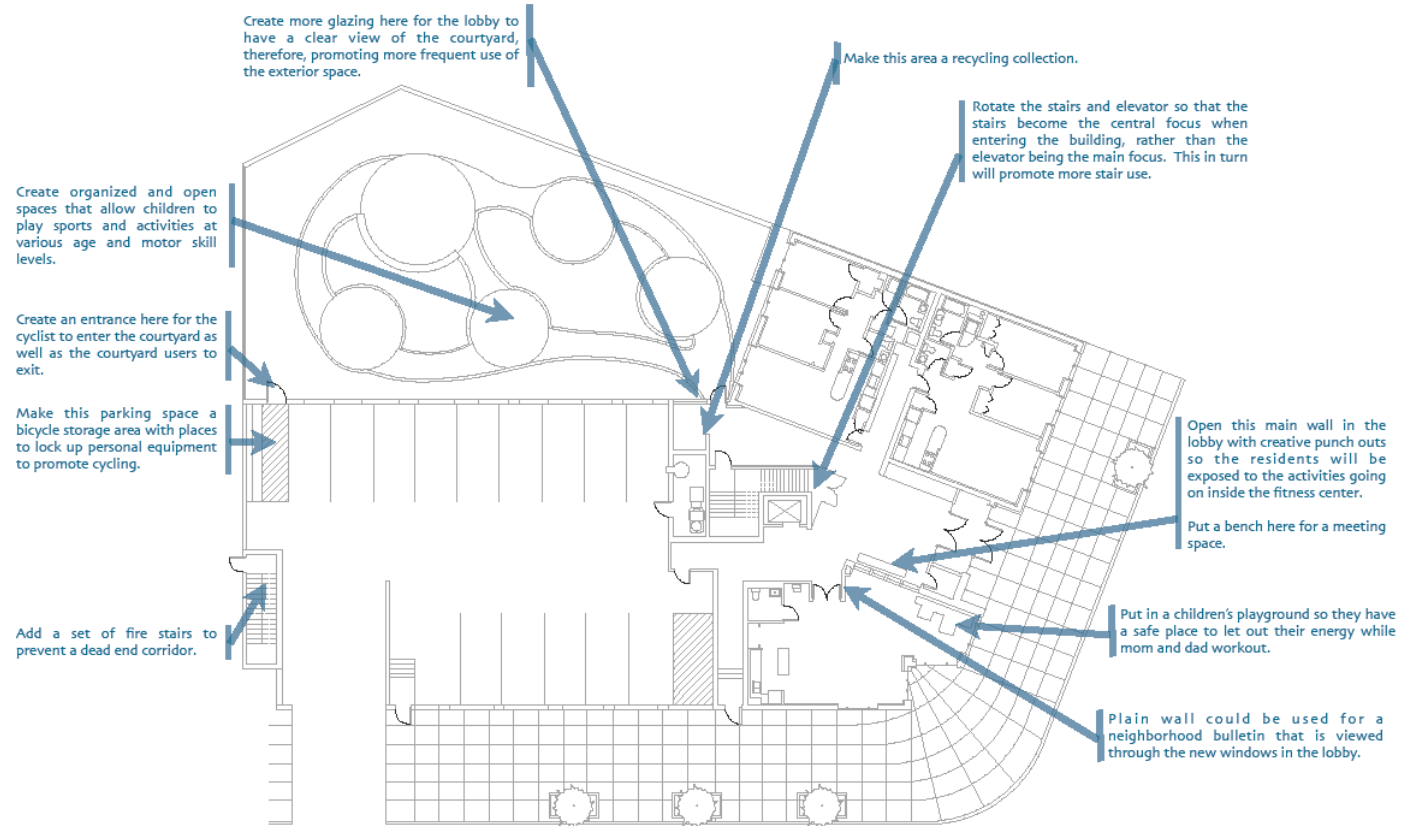 Create more glazing here for the lobby to
have a clear view of the courtyard,
therefore, promoting more frequent use of
the exterior space.
Make this area a recycling collection.
Rotate the stairs and elevator so that the
stairs become the central focus when
entering the building, rather than the
elevator being the main focus. This in turn
will promote more stair use.
Create organized and open
spaces that allow children to
play sports and activities at
various age and motor skill
levels.
Create an entrance here for the
cyclist to enter the courtyard as
well as the courtyard users to
exit.
Make this parking space a
bicycle storage area with places
to lock up personal equipment
to promote cycling.
Open this main wall in the
lobby with creative punch outs
so the residents will be
exposed to the activities going
on inside the fitness center.
Put a bench here for a meeting
space.
Add a set of fire stairs to
prevent a dead end corridor.
Put in a children's playground so they have
a safe place to let out their energy while
mom and dad workout.
Plain wall could be used for a
neighborhood bulletin that is viewed
through the new windows in the lobby.